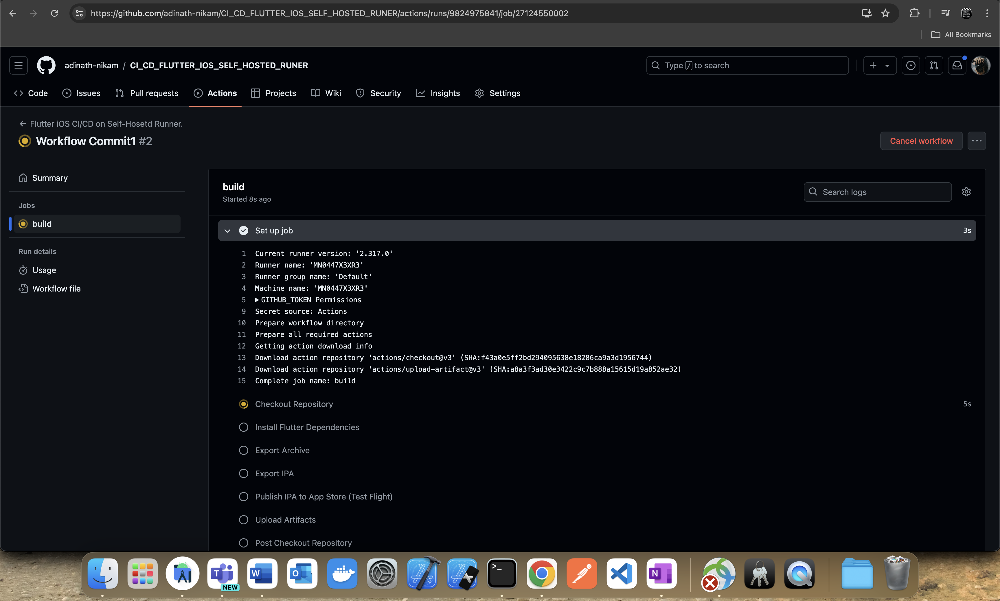 https://github.com/adinath-nikam/CI_CD_FLUTTER_IOS_SELF_HOSTED_RUNER/actions/runs/9824975841/job/27124550002
All Bookmarks
adinath-nikam / CI_CD_FLUTTER_IOS_SELF_HOSTED_RUNER
Type / to search
Code Issues Pull requests Actions Projects Wiki Security Insights Settings
Flutter iOS CI/CD on Self-Hosetd Runner.
Workflow Commit1 #2
Cancel workflow
Summary
Jobs
build
Run details
Usage
Workflow file
build
Started 8s ago
Search logs
Set up job 3s
1 Current runner version: '2.317.0'
2 Runner name: 'MN0447X3XR3'
3 Runner group name: 'Default'
4 Machine name: 'MN0447X3XR3'
5 GITHUB_TOKEN Permissions
9 Secret source: Actions
10 Prepare workflow directory
11 Prepare all required actions
12 Getting action download info
13 Download action repository 'actions/checkout@v3' (SHA:f43a0e5ff2bd294095638e18286ca9a3d1956744)
14 Download action repository 'actions/upload-artifact@v3' (SHA:a8a3f3ad30e3422c9c7b888a15615d19a852ae32)
15 Complete job name: build
Checkout Repository 5s
Install Flutter Dependencies
Export Archive
Export IPA
Publish IPA to App Store (Test Flight)
Upload Artifacts
Post Checkout Repository
T
NEW
W
O
>_
N